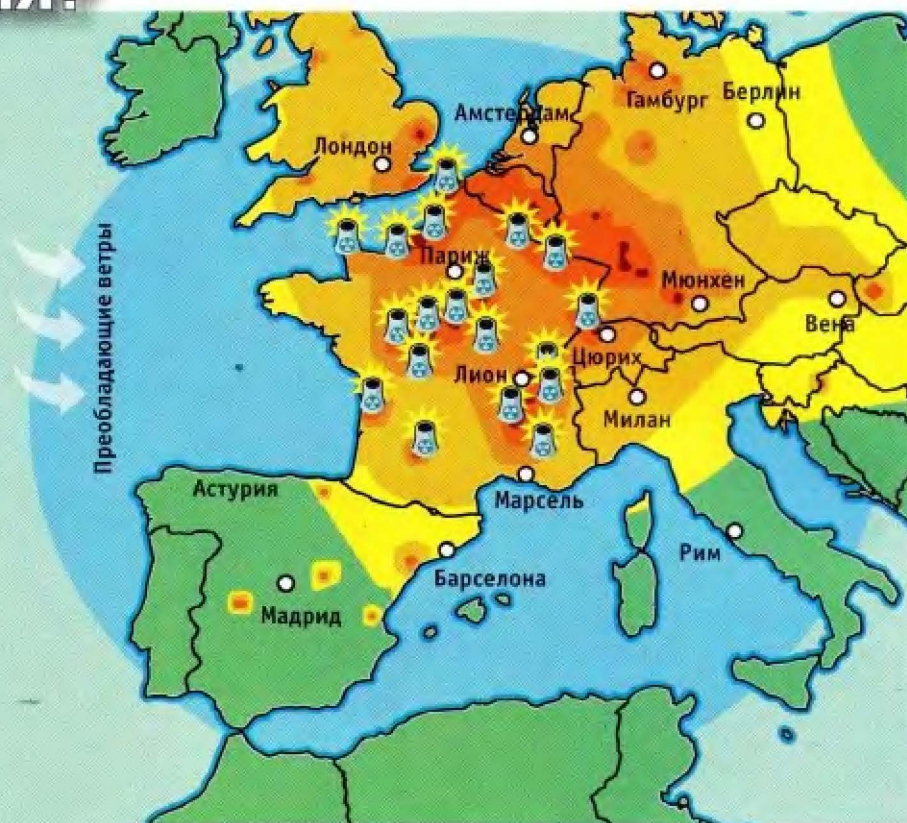 Амстердам
Гамбург
Берлин
Лондон
Париж
Мюнхен
Вена
Цюрих
Лион
Милан
Преобладающие ветры
Астурия
Марсель
Рим
Барселона
Мадрид